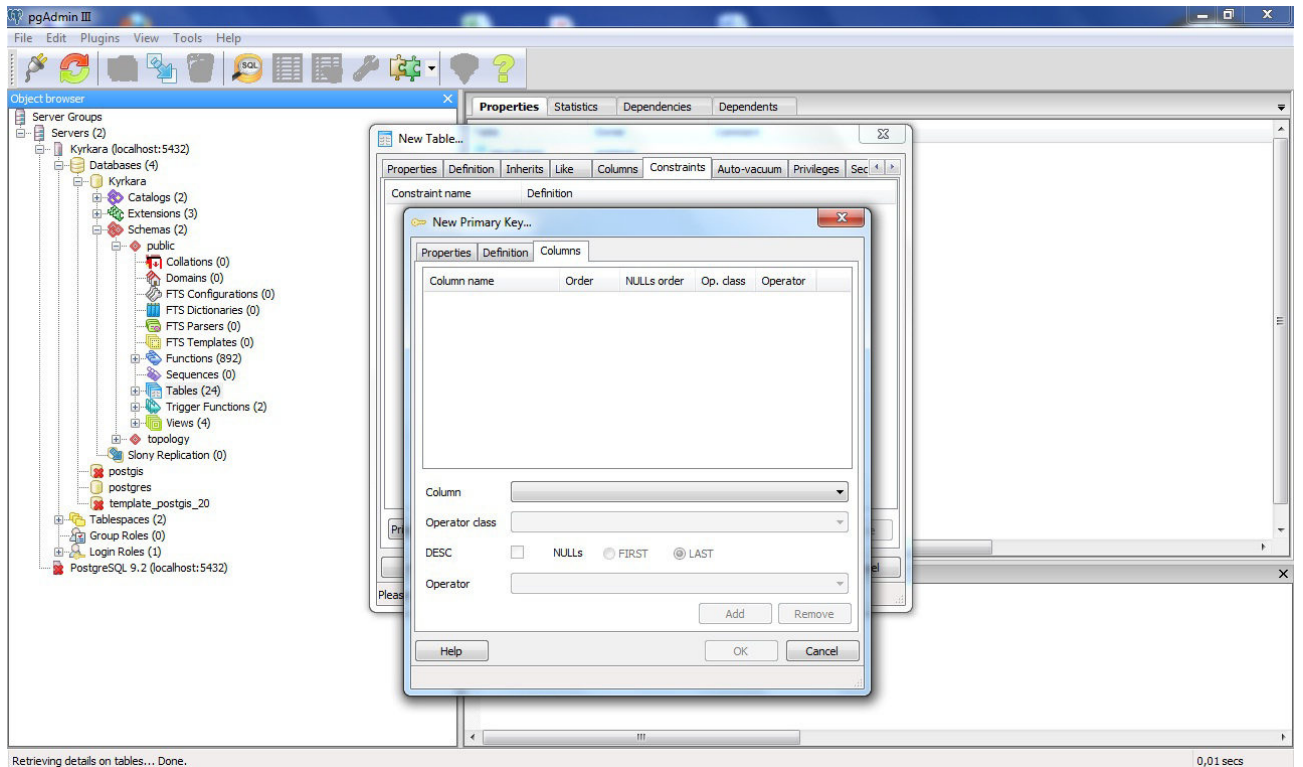 pgAdmin III
File Edit Plugins View Tools Help
SQL
Object browser
Server Groups
Servers (2)
Kyrkara (localhost:5432)
Databases (4)
Kyrkara
Catalogs (2)
Extensions (3)
Schemas (2)
public
Collations (0)
Domains (0)
FTS Configurations (0)
FTS Dictionaries (0)
FTS Parsers (0)
FTS Templates (0)
Functions (892)
Sequences (0)
Tables (24)
Trigger Functions (2)
Views (4)
topology
Slony Replication (0)
postgis
postgres
template_postgis_20
Tablespaces (2)
Group Roles (0)
Login Roles (1)
PostgreSQL 9.2 (localhost:5432)
Properties Statistics Dependencies Dependents
New Table...
Properties Definition Inherits Like Columns Constraints Auto-vacuum Privileges Sec
Constraint name Definition
Pri
el
Pleas
New Primary Key...
Properties Definition Columns
Column name Order NULLs order Op. class Operator
Column
Operator class
DESC NULLs FIRST LAST
Operator
Add Remove
Help OK Cancel
Retrieving details on tables... Done. 0,01 secs